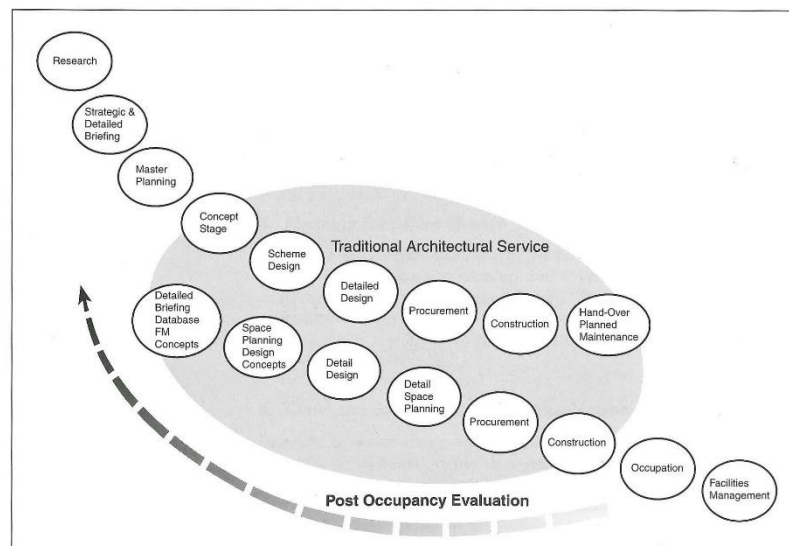 Research
Strategic &
Detailed
Briefing
Master
Planning
Concept
Stage
Traditional Architectural Service
Scheme
Design
Detailed
Design
Procurement
Construction
Hand-Over
Planned
Maintenance
Detailed
Briefing
Database
FM
Concepts
Space
Planning
Design
Concepts
Detail
Design
Detail
Space
Planning
Procurement
Construction
Occupation
Facilities
Management
Post Occupancy Evaluation